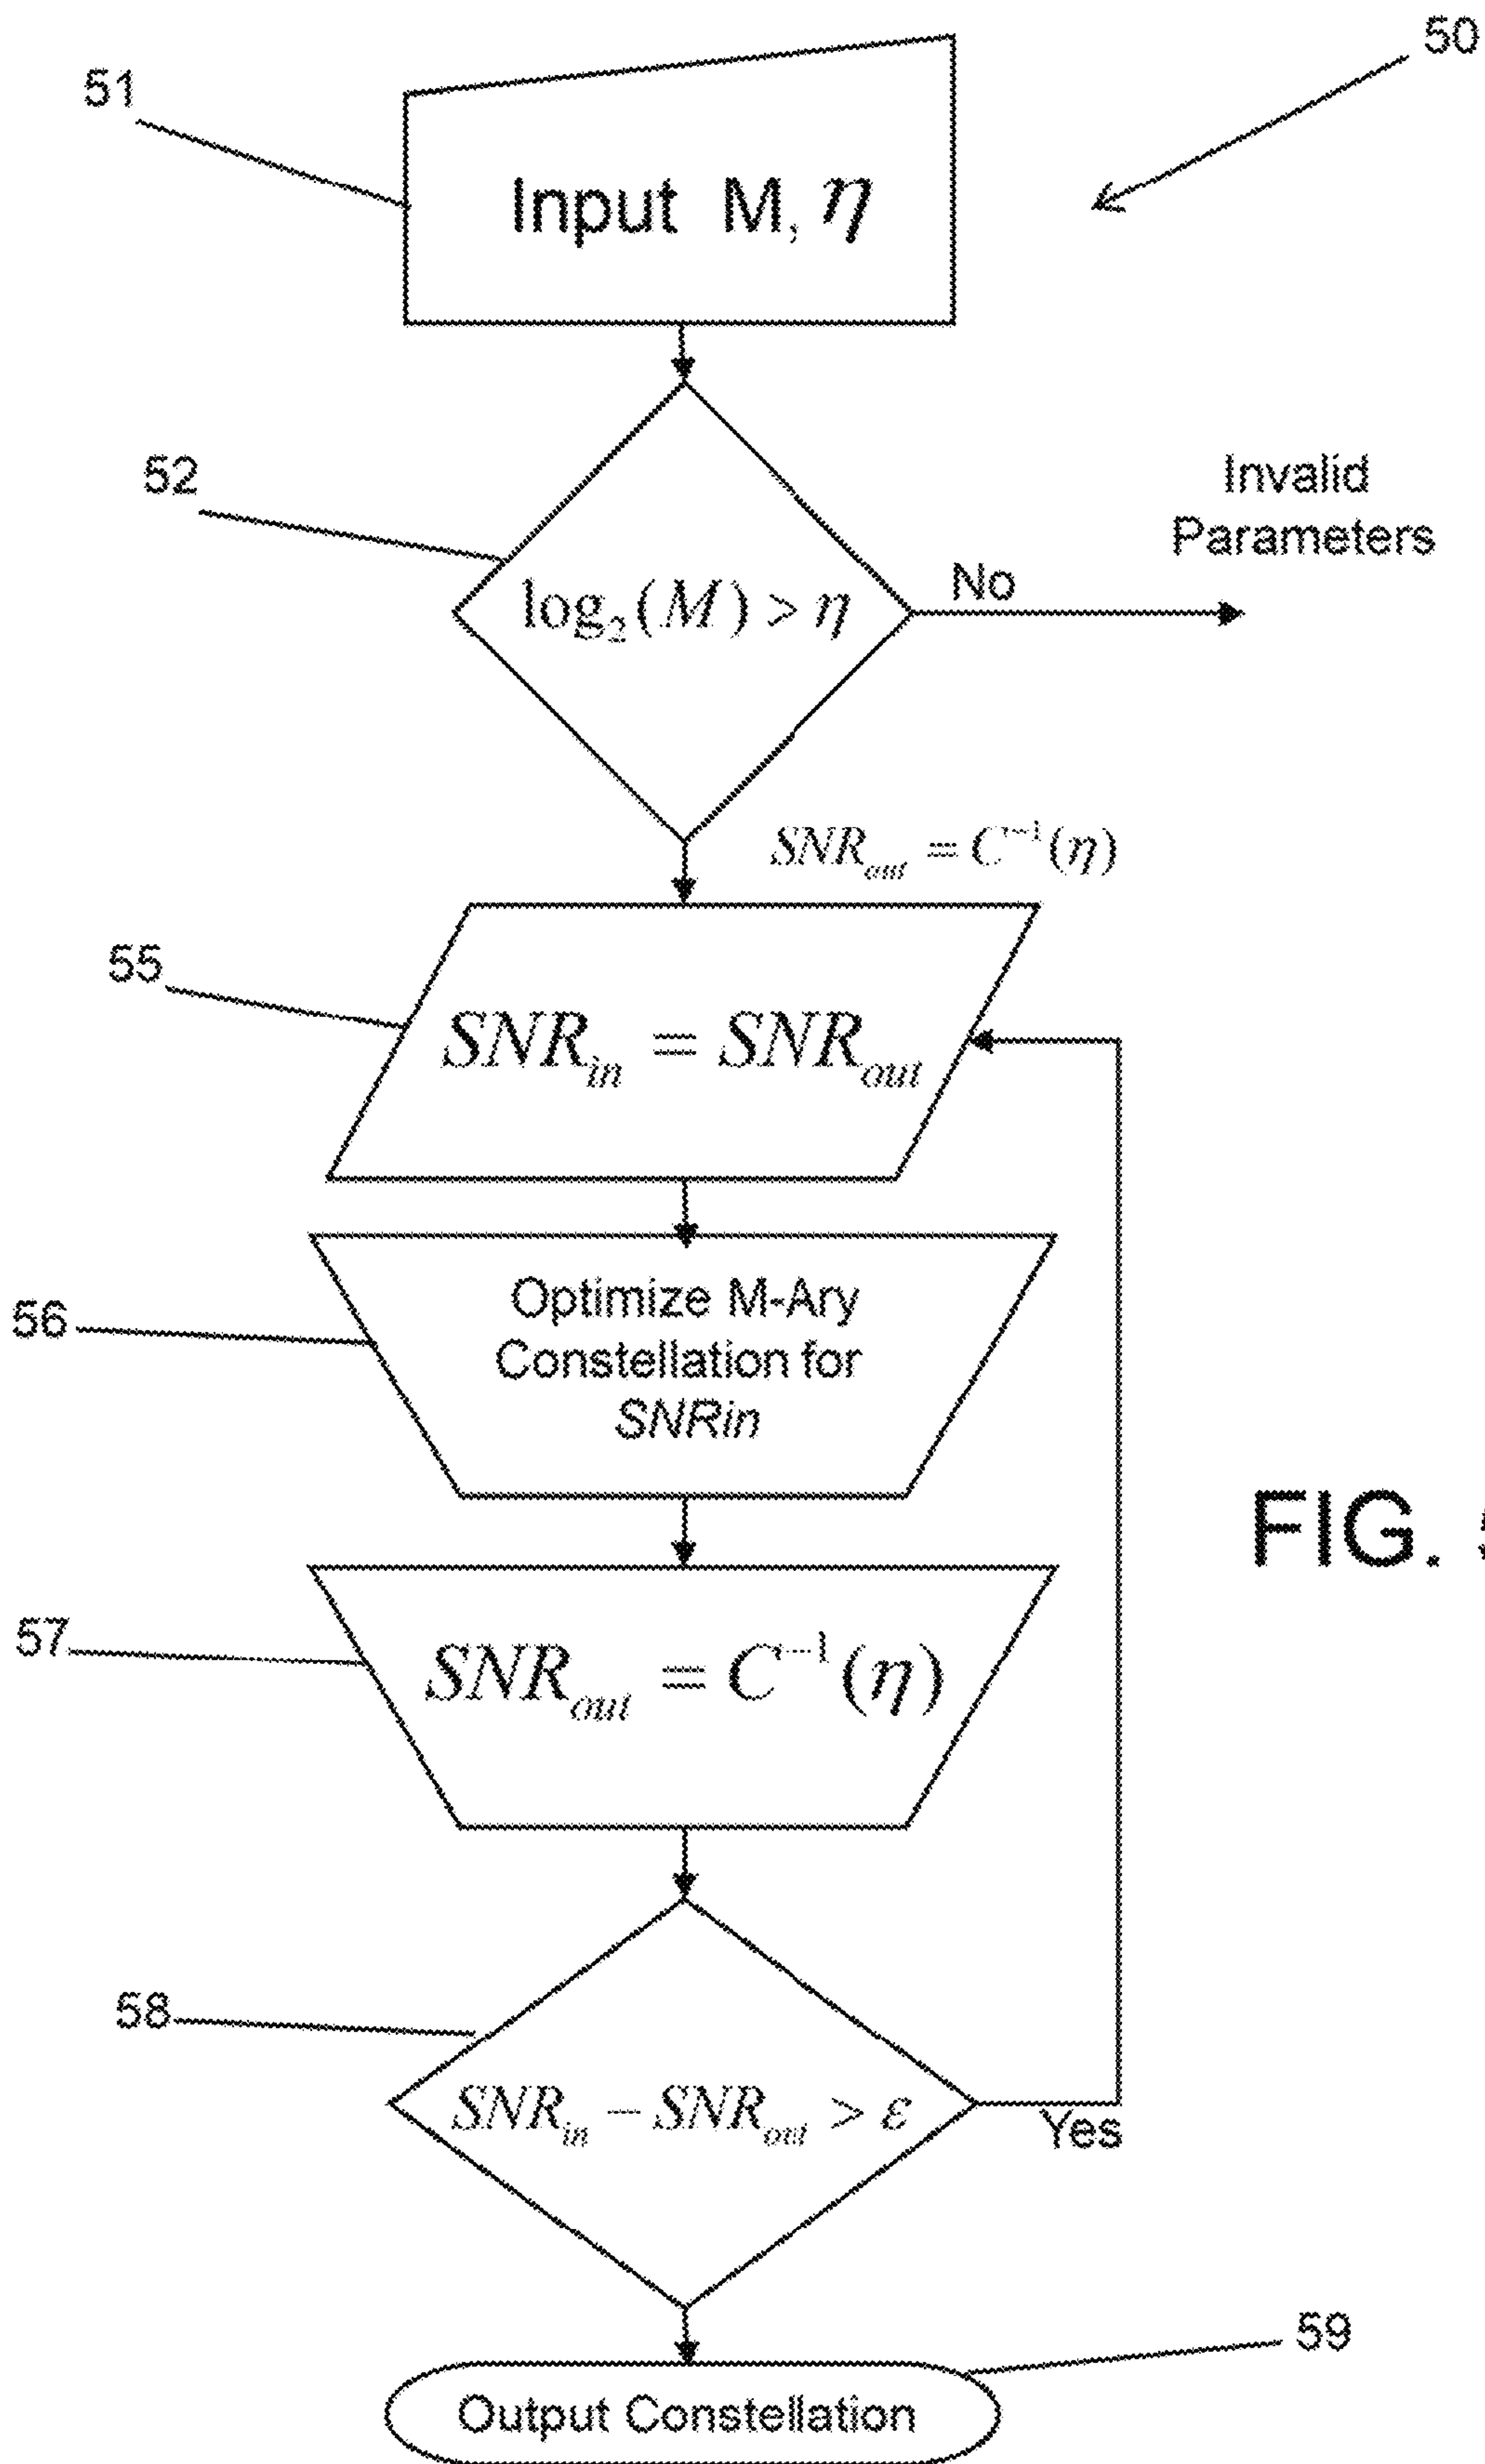 50
51
Input M, η
52
Invalid
Parameters
log₂(M) > η
No
SNR_out = C⁻¹(η)
55
SNR_in = SNR_out
56
Optimize M-Ary
Constellation for
SNRin
FIG.
57
SNR_out = C⁻¹(η)
58
SNR_in − SNR_out > ε
Yes
59
Output Constellation